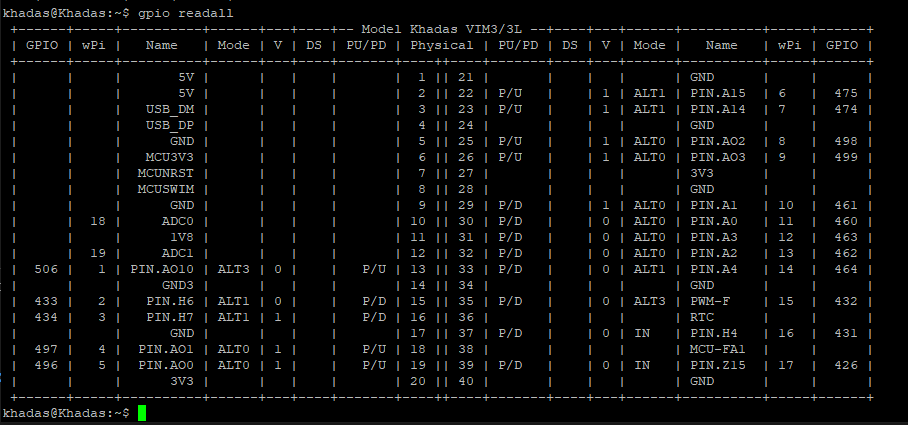 khadas@Khadas:~$ gpio readall
+------+-----+----------+------+---+----+---- Model Khadas VIM3/3L --+----+---+------+----------+-----+------+
| GPIO | wPi | Name | Mode | V | DS | PU/PD | Physical | PU/PD | DS | V | Mode | Name | wPi | GPIO |
+------+-----+----------+------+---+----+-------+----++----+-------+----+---+------+----------+-----+------+
| | | 5V | | | | | 1 || 21 | | | | | GND | | |
| | | 5V | | | | | 2 || 22 | P/U | | 1 | ALT1 | PIN.A15 | 6 | 475 |
| | | USB_DM | | | | | 3 || 23 | P/U | | 1 | ALT1 | PIN.A14 | 7 | 474 |
| | | USB_DP | | | | | 4 || 24 | | | | | GND | | |
| | | GND | | | | | 5 || 25 | P/U | | 1 | ALT0 | PIN.AO2 | 8 | 498 |
| | | MCU3V3 | | | | | 6 || 26 | P/U | | 1 | ALT0 | PIN.AO3 | 9 | 499 |
| | | MCUNRST | | | | | 7 || 27 | | | | | 3V3 | | |
| | | MCUSWIM | | | | | 8 || 28 | | | | | GND | | |
| | | GND | | | | | 9 || 29 | P/D | | 1 | ALT0 | PIN.A1 | 10 | 461 |
| | 18 | ADC0 | | | | | 10 || 30 | P/D | | 0 | ALT0 | PIN.A0 | 11 | 460 |
| | | 1V8 | | | | | 11 || 31 | P/D | | 0 | ALT0 | PIN.A3 | 12 | 463 |
| | 19 | ADC1 | | | | | 12 || 32 | P/D | | 0 | ALT0 | PIN.A2 | 13 | 462 |
| 506 | 1 | PIN.AO10 | ALT3 | 0 | | P/U | 13 || 33 | P/D | | 0 | ALT1 | PIN.A4 | 14 | 464 |
| | | GND3 | | | | | 14 || 34 | | | | | GND | | |
| 433 | 2 | PIN.H6 | ALT1 | 0 | | P/D | 15 || 35 | P/D | | 0 | ALT3 | PWM-F | 15 | 432 |
| 434 | 3 | PIN.H7 | ALT1 | 1 | | P/D | 16 || 36 | | | | | RTC | | |
| | | GND | | | | | 17 || 37 | P/D | | 0 | IN | PIN.H4 | 16 | 431 |
| 497 | 4 | PIN.AO1 | ALT0 | 1 | | P/U | 18 || 38 | | | | | MCU-FA1 | | |
| 496 | 5 | PIN.AO0 | ALT0 | 1 | | P/U | 19 || 39 | P/D | | 0 | IN | PIN.Z15 | 17 | 426 |
| | | 3V3 | | | | | 20 || 40 | | | | | GND | | |
+------+-----+----------+------+---+----+-------+----++----+-------+----+---+------+----------+-----+------+
khadas@Khadas:~$